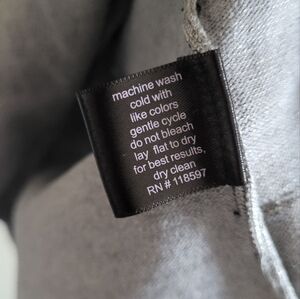 machine wash
cold with
like colors
gentle cycle
do not bleach
lay flat to dry
for best results,
dry clean
RN # 118597